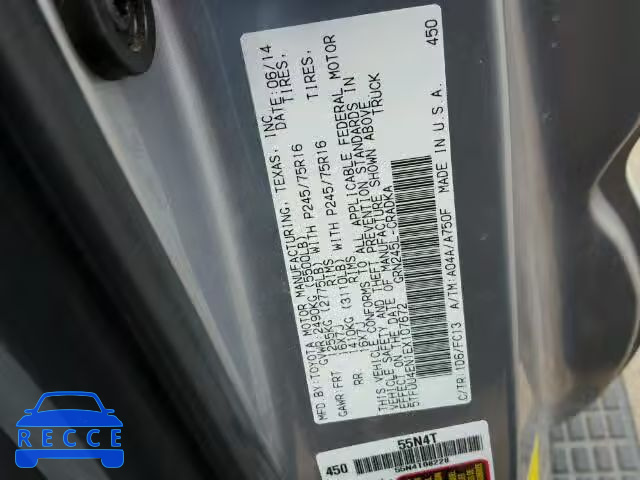 MFD BY: TOYOTA MOTOR MANUFACTURING, TEXAS, INC.
DATE: 06/14
GVWR 2490KG (5500LB)
GAWR FRT 1255KG (2775LB) WITH P245/75R16 TIRES,
16X7J RIMS
RR. 1410KG (3110LB) WITH P245/75R16 TIRES,
16X7J RIMS
THIS VEHICLE CONFORMS TO ALL APPLICABLE FEDERAL MOTOR
VEHICLE SAFETY AND THEFT PREVENTION STANDARDS IN
EFFECT ON THE DATE OF MANUFACTURE SHOWN ABOVE.
TRUCK
GRN245L-CRADKA
C/TR: 1D6/FC13 A/TM: A04A/A750F MADE IN U.S.A.
450
55N4T
450
RECCE